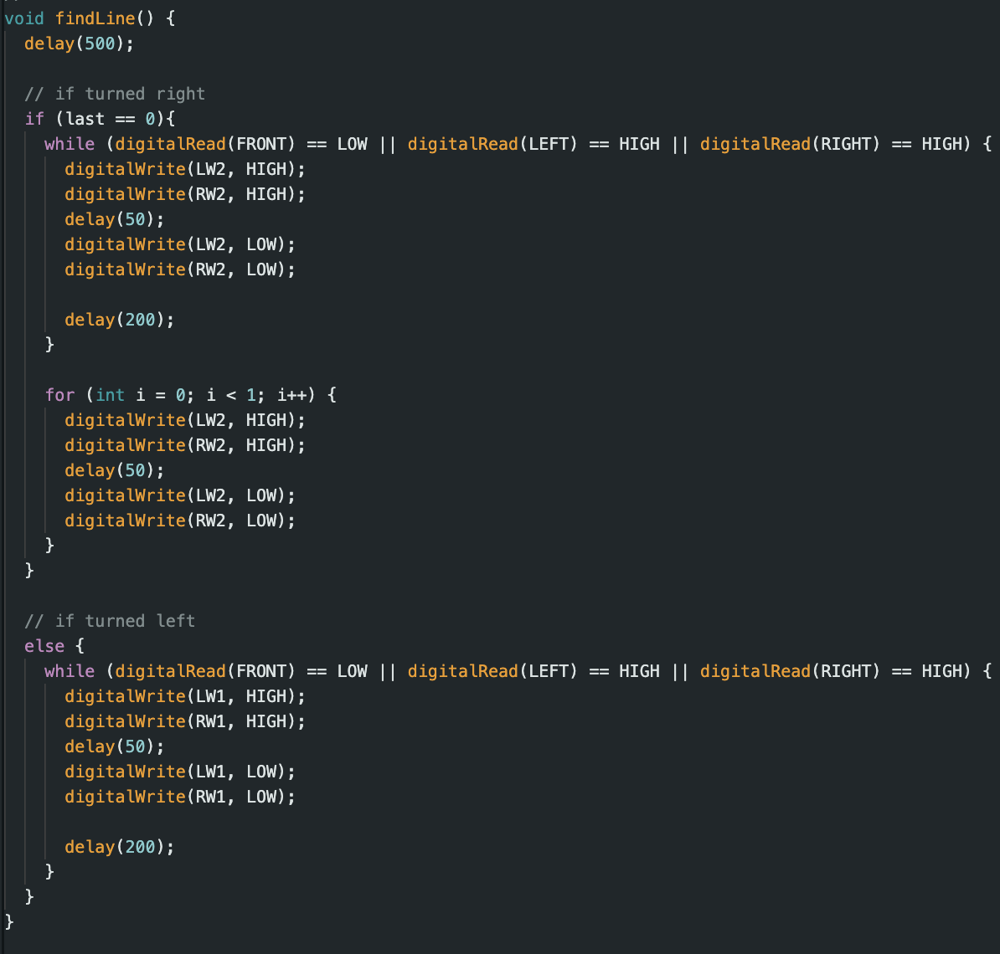 void findLine() {
  delay(500);

  // if turned right
  if (last == 0){
    while (digitalRead(FRONT) == LOW || digitalRead(LEFT) == HIGH || digitalRead(RIGHT) == HIGH) {
      digitalWrite(LW2, HIGH);
      digitalWrite(RW2, HIGH);
      delay(50);
      digitalWrite(LW2, LOW);
      digitalWrite(RW2, LOW);

      delay(200);
    }

    for (int i = 0; i < 1; i++) {
      digitalWrite(LW2, HIGH);
      digitalWrite(RW2, HIGH);
      delay(50);
      digitalWrite(LW2, LOW);
      digitalWrite(RW2, LOW);
    }
  }

  // if turned left
  else {
    while (digitalRead(FRONT) == LOW || digitalRead(LEFT) == HIGH || digitalRead(RIGHT) == HIGH) {
      digitalWrite(LW1, HIGH);
      digitalWrite(RW1, HIGH);
      delay(50);
      digitalWrite(LW1, LOW);
      digitalWrite(RW1, LOW);

      delay(200);
    }
  }
}